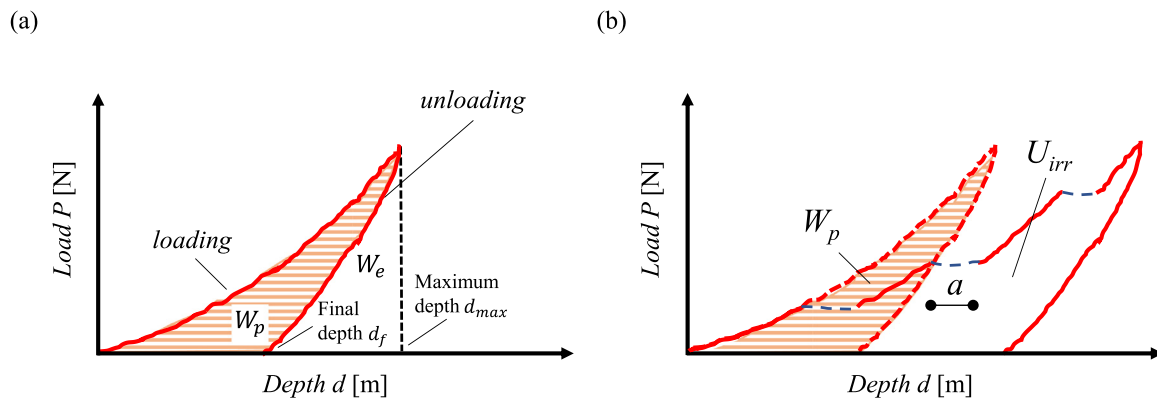 (a)
(b)
unloading
loading
Load P [N]
W_p
W_e
Final
depth d_f
Maximum
depth d_max
Depth d [m]
U_irr
W_p
a
Load P [N]
Depth d [m]